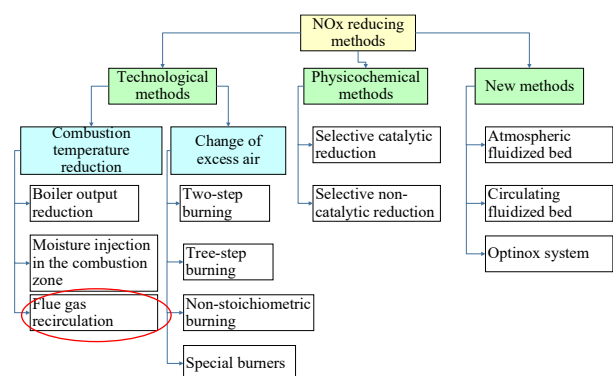 NOx reducing
methods
Technological
methods
Physicochemical
methods
New methods
Combustion
temperature
reduction
Change of
excess air
Selective catalytic
reduction
Atmospheric
fluidized bed
Boiler output
reduction
Two-step
burning
Selective non-
catalytic reduction
Circulating
fluidized bed
Moisture injection
in the combustion
zone
Tree-step
burning
Optinox system
Flue gas
recirculation
Non-stoichiometric
burning
Special burners